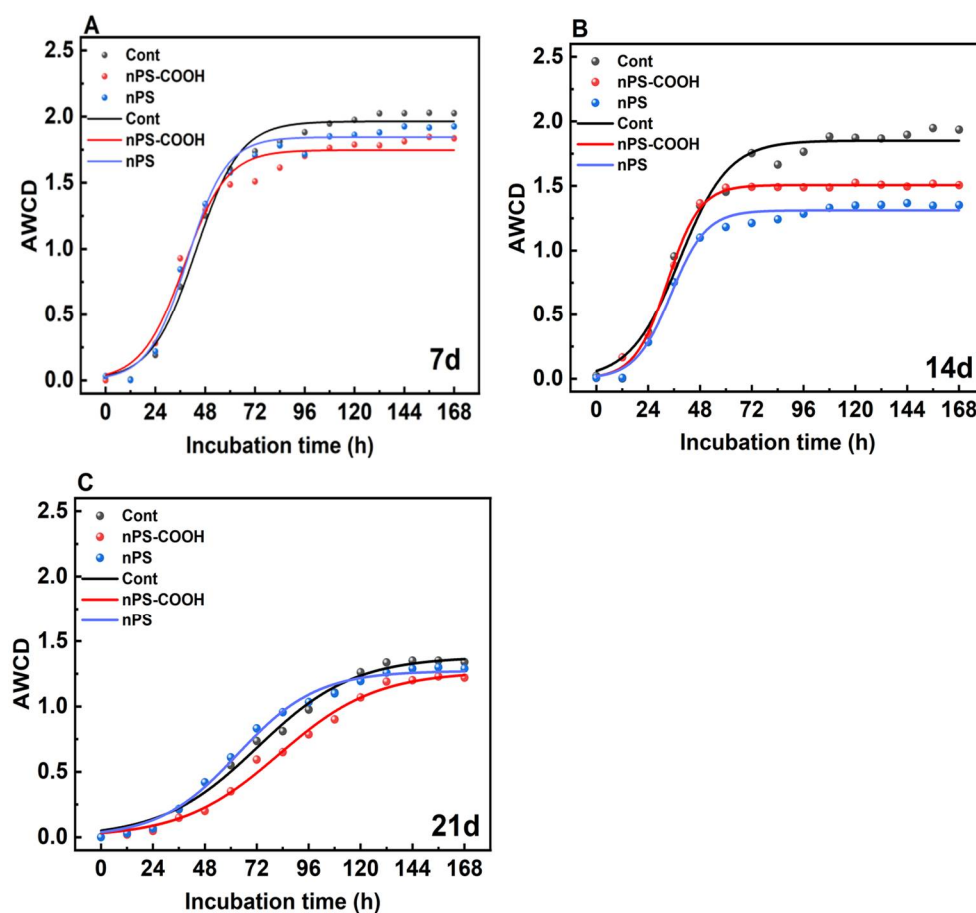 A
Cont
nPS-COOH
nPS
Cont
nPS-COOH
nPS
2.5
2.0
1.5
1.0
0.5
0.0
AWCD
7d
0 24 48 72 96 120 144 168
Incubation time (h)
B
Cont
nPS-COOH
nPS
Cont
nPS-COOH
nPS
2.5
2.0
1.5
1.0
0.5
0.0
AWCD
14d
0 24 48 72 96 120 144 168
Incubation time (h)
C
Cont
nPS-COOH
nPS
Cont
nPS-COOH
nPS
2.5
2.0
1.5
1.0
0.5
0.0
AWCD
21d
0 24 48 72 96 120 144 168
Incubation time (h)